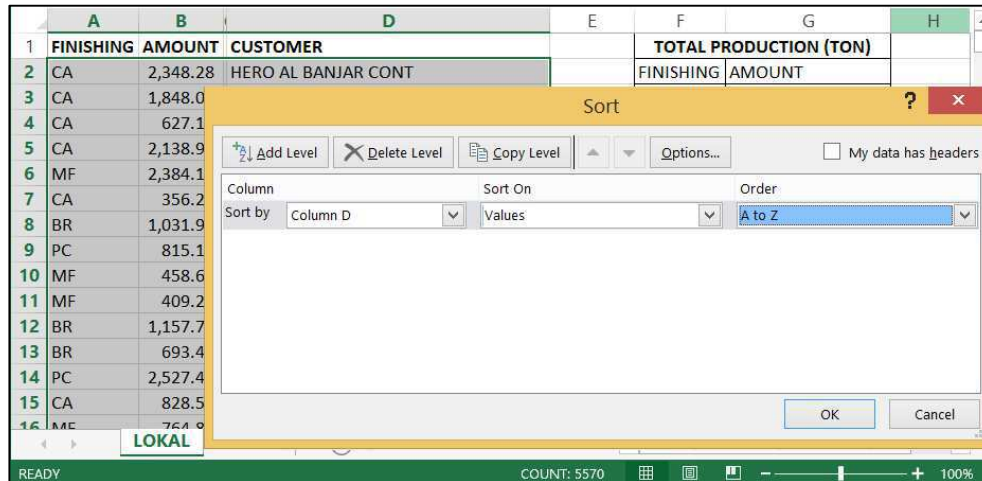 A B D E F G H
1 FINISHING AMOUNT CUSTOMER TOTAL PRODUCTION (TON)
2 CA 2,348.28 HERO AL BANJAR CONT FINISHING AMOUNT
3 CA 1,848.0
Sort ?
4 CA 627.1
5 CA 2,138.9
Add Level Delete Level Copy Level Options... My data has headers
6 MF 2,384.1
Column Sort On Order
7 CA 356.2
Sort by Column D Values A to Z
8 BR 1,031.9
9 PC 815.1
10 MF 458.6
11 MF 409.2
12 BR 1,157.7
13 BR 693.4
14 PC 2,527.4
15 CA 828.5
OK Cancel
16 MF 764.8
LOKAL
READY COUNT: 5570 100%